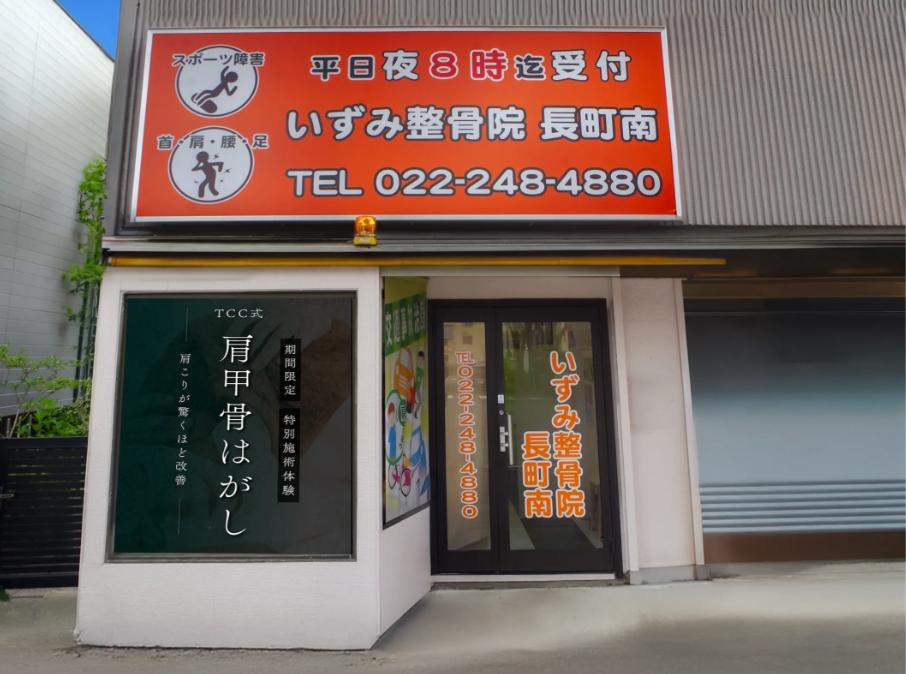 スポーツ障害
首・肩・腰・足
平日夜8時迄受付
いずみ整骨院 長町南
TEL 022-248-4880
TCC式
期間限定 特別施術体験
肩甲骨はがし
肩こりが驚くほど改善
TEL022-248-4880
いずみ整骨院
長町南